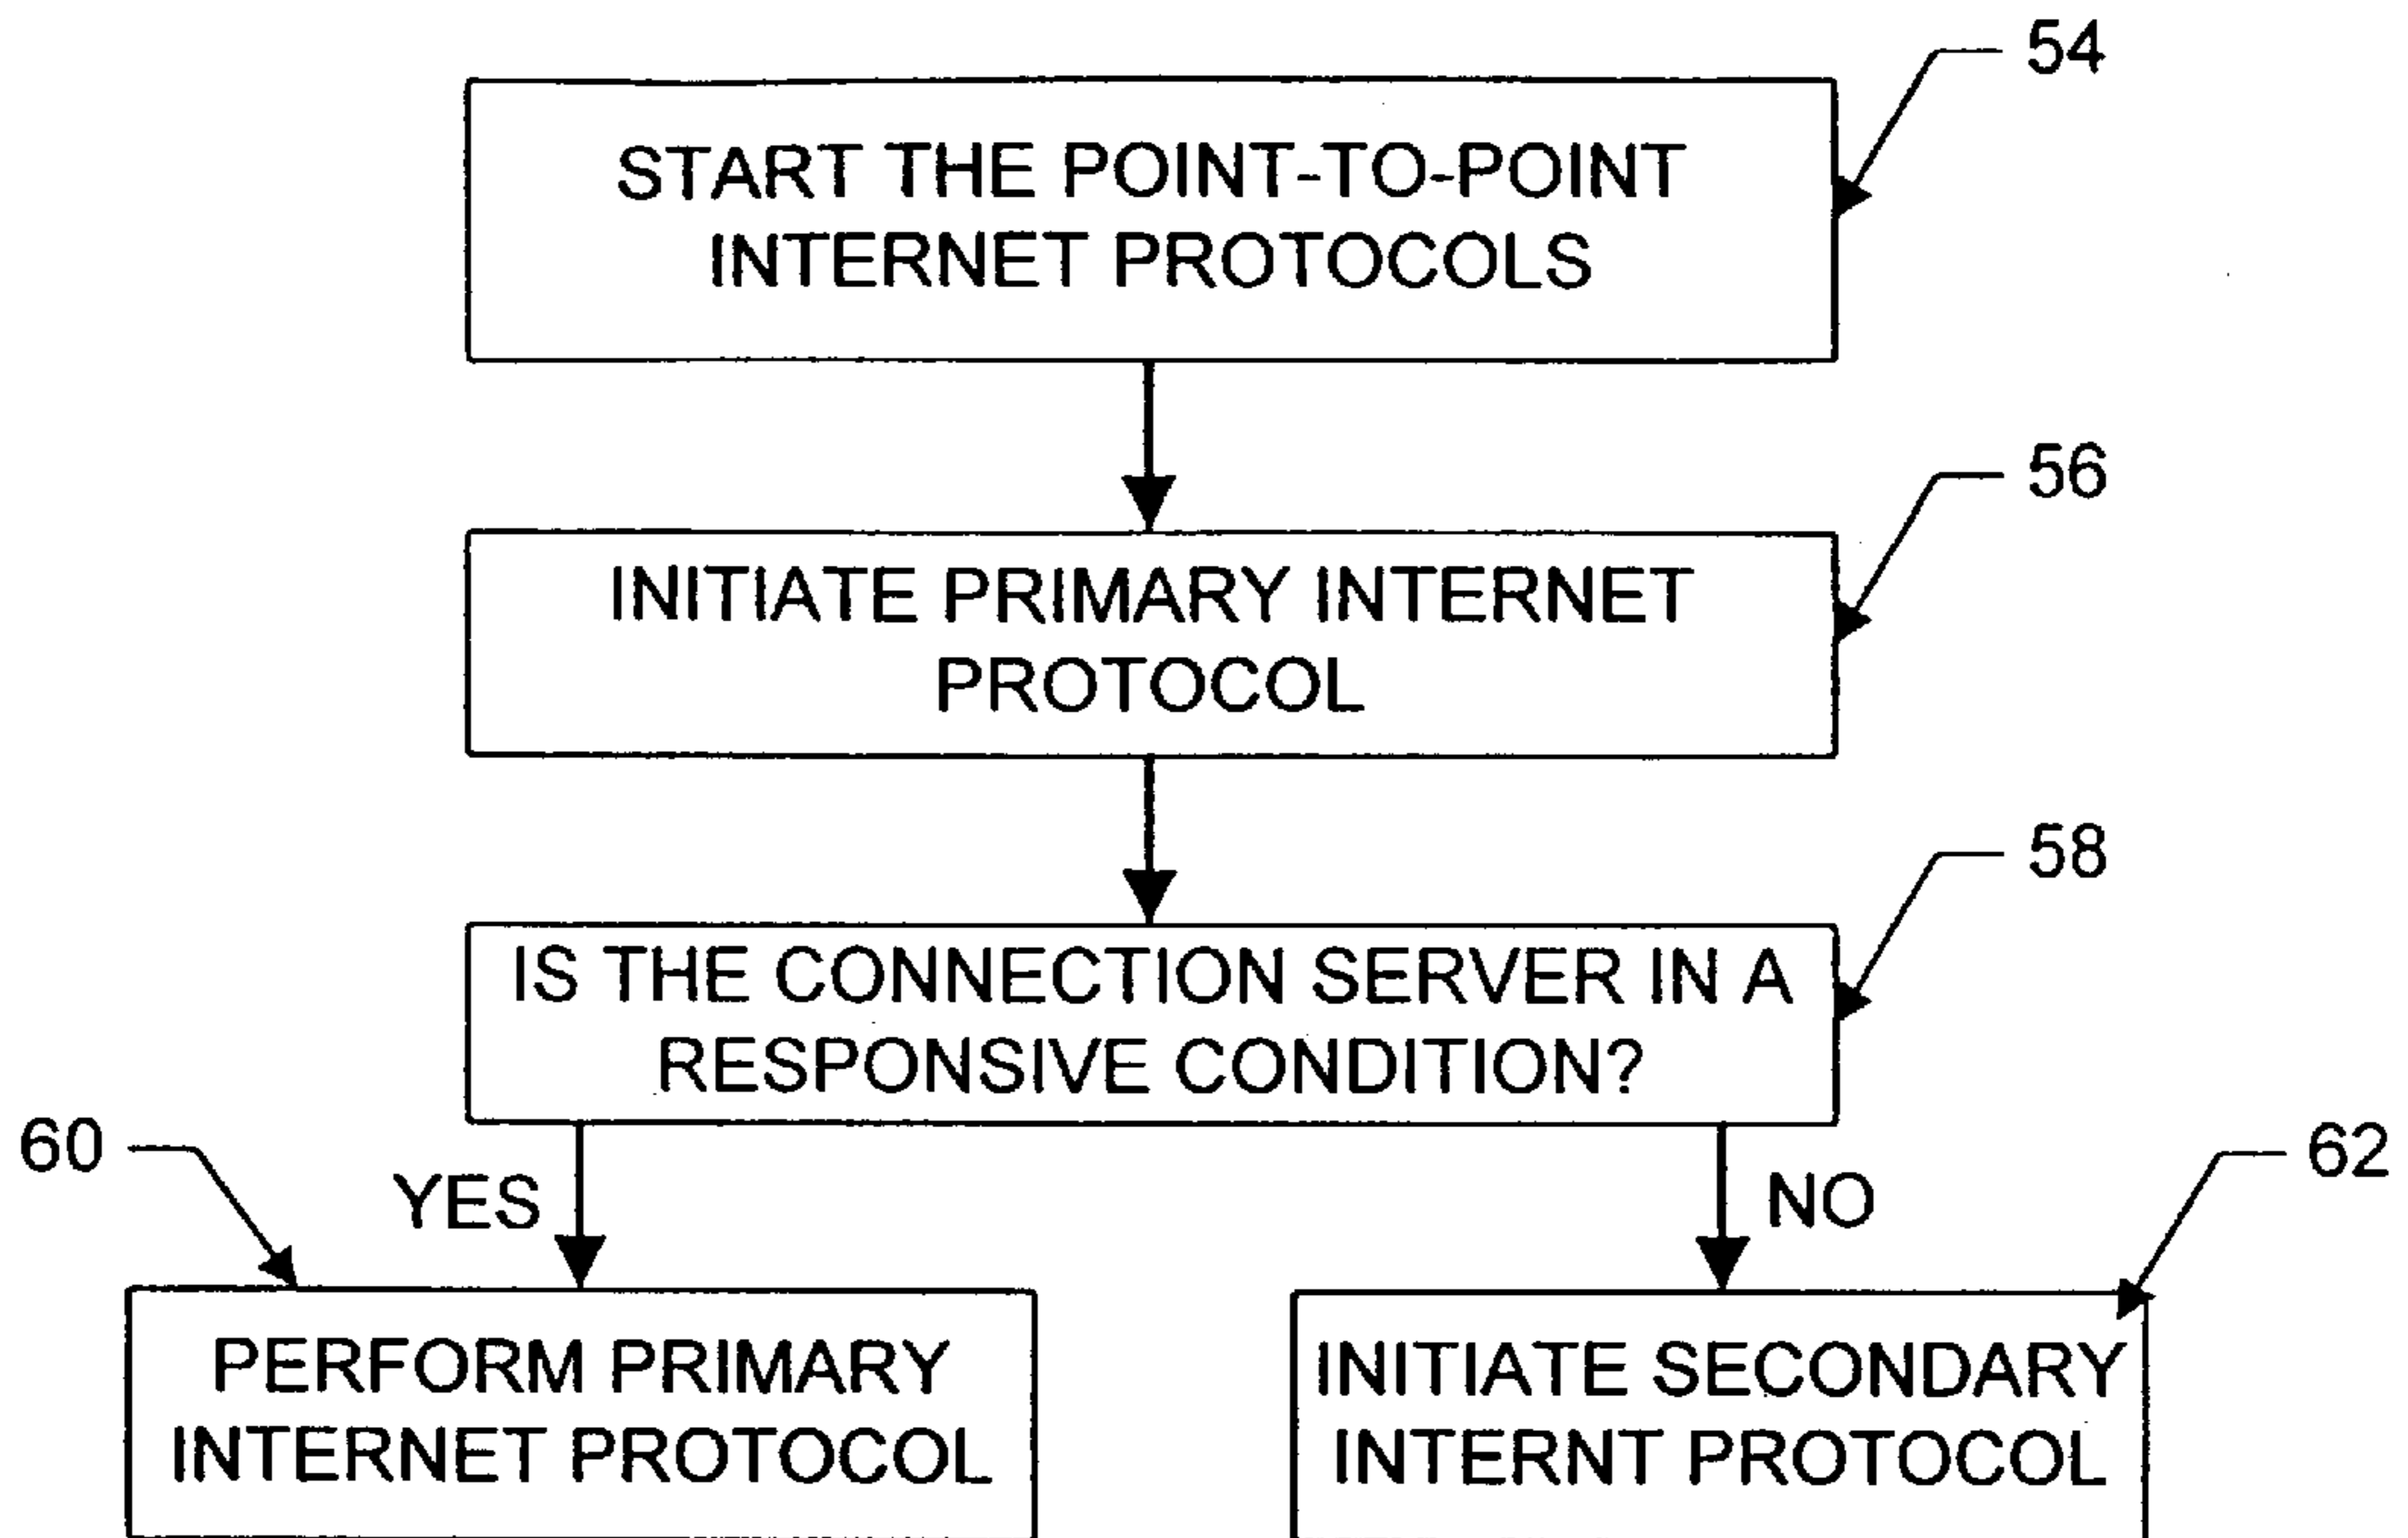 54
START THE POINT-TO-POINT
INTERNET PROTOCOLS
56
INITIATE PRIMARY INTERNET
PROTOCOL
58
IS THE CONNECTION SERVER IN A
RESPONSIVE CONDITION?
60
YES
NO
62
PERFORM PRIMARY
INTERNET PROTOCOL
INITIATE SECONDARY
INTERNT PROTOCOL